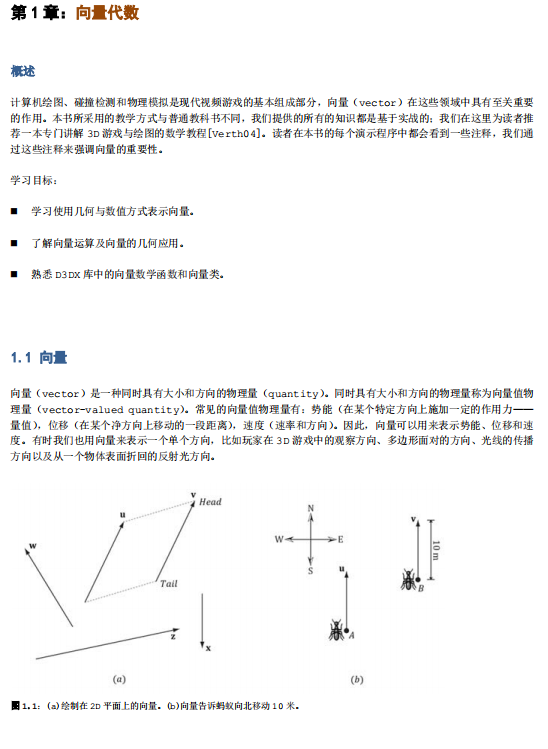 第 1 章：向量代数
概述
计算机绘图、碰撞检测和物理模拟是现代视频游戏的基本组成部分，向量（vector）在这些领域中具有至关重要
的作用。本书所采用的教学方式与普通教科书不同，我们提供的所有的知识都是基于实战的；我们在这里为读者推
荐一本专门讲解 3D 游戏与绘图的数学教程[Verth04]。读者在本书的每个演示程序中都会看到一些注释，我们通
过这些注释来强调向量的重要性。
学习目标：
■ 学习使用几何与数值方式表示向量。
■ 了解向量运算及向量的几何应用。
■ 熟悉 D3DX 库中的向量数学函数和向量类。
1.1 向量
向量（vector）是一种同时具有大小和方向的物理量（quantity）。同时具有大小和方向的物理量称为向量值物
理量（vector-valued quantity）。常见的向量值物理量有：势能（在某个特定方向上施加一定的作用力——
量值），位移（在某个净方向上移动的一段距离），速度（速率和方向）。因此，向量可以用来表示势能、位移和速
度。有时我们也用向量来表示一个单个方向，比如玩家在 3D 游戏中的观察方向、多边形面对的方向、光线的传播
方向以及从一个物体表面折回的反射光方向。
v
Head
u
w
Tail
z
x
(a)
N
W
E
S
u
A
v
10 m
B
(b)
图 1.1：(a)绘制在 2D 平面上的向量。(b)向量告诉蚂蚁向北移动 10 米。